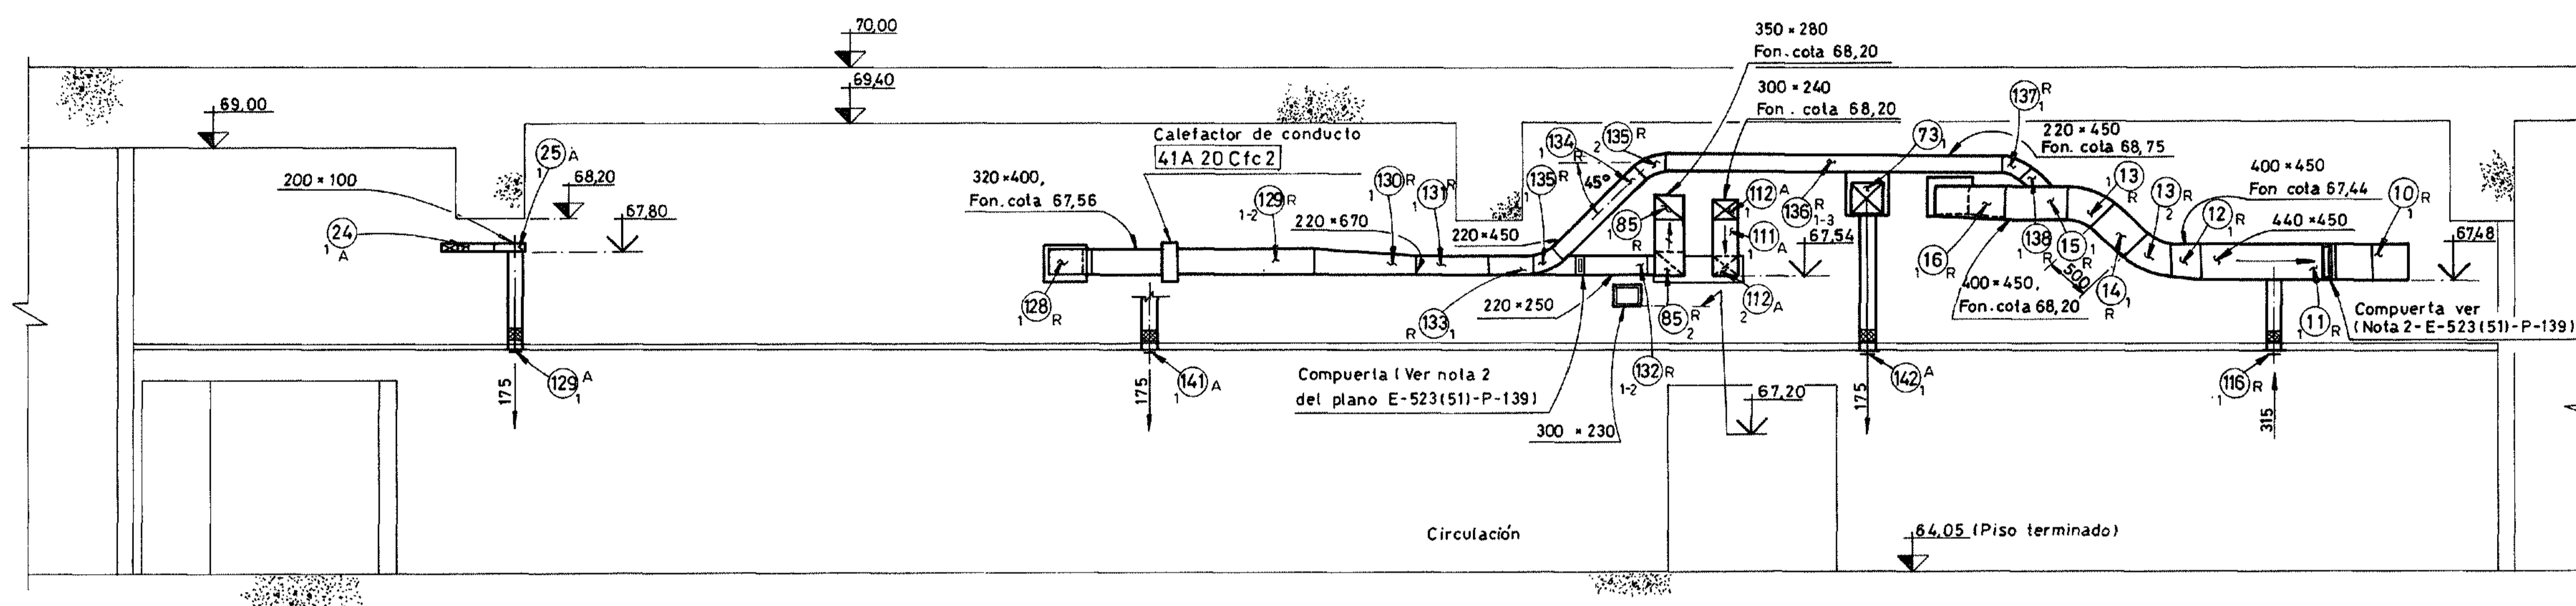 70,00
69,40
69,00
350 × 280
Fon. cota 68,20
300 × 240
Fon. cota 68,20
Calefactor de conducto
41A 20 Cfc 2
25 A
1
200 × 100
68,20
67,80
24
1 A
320×400,
Fon. cota 67,56
129 R
1-2
130 R
1
131 R
1
220 × 670
134 R
1
135 R
2
135 R
1
45°
220×450
85
1 R
112 A
1
111
1 A
136 R
1-3
73
1
137 R
1
220 × 450
Fon. cota 68,75
13
1 R
13 R
2
400 × 450
Fon cota 67,44
12 R
1
440 × 450
10 R
1
67,48
67,54
16
1 R
138
1 R
15
1 R
500
14
1 R
400 × 450,
Fon. cota 68,20
11
1 R
Compuerta ver
(Nota 2-E-523(51)-P-139)
128
1 R
133
R 1
220 × 250
85 R
2
112 A
2
132 R
1-2
Compuerta (Ver nota 2
del plano E-523(51)-P-139)
300 × 230
67,20
129 A
1
175
141 A
1
175
142 A
1
175
116 R
1
315
Circulación
64,05 (Piso terminado)